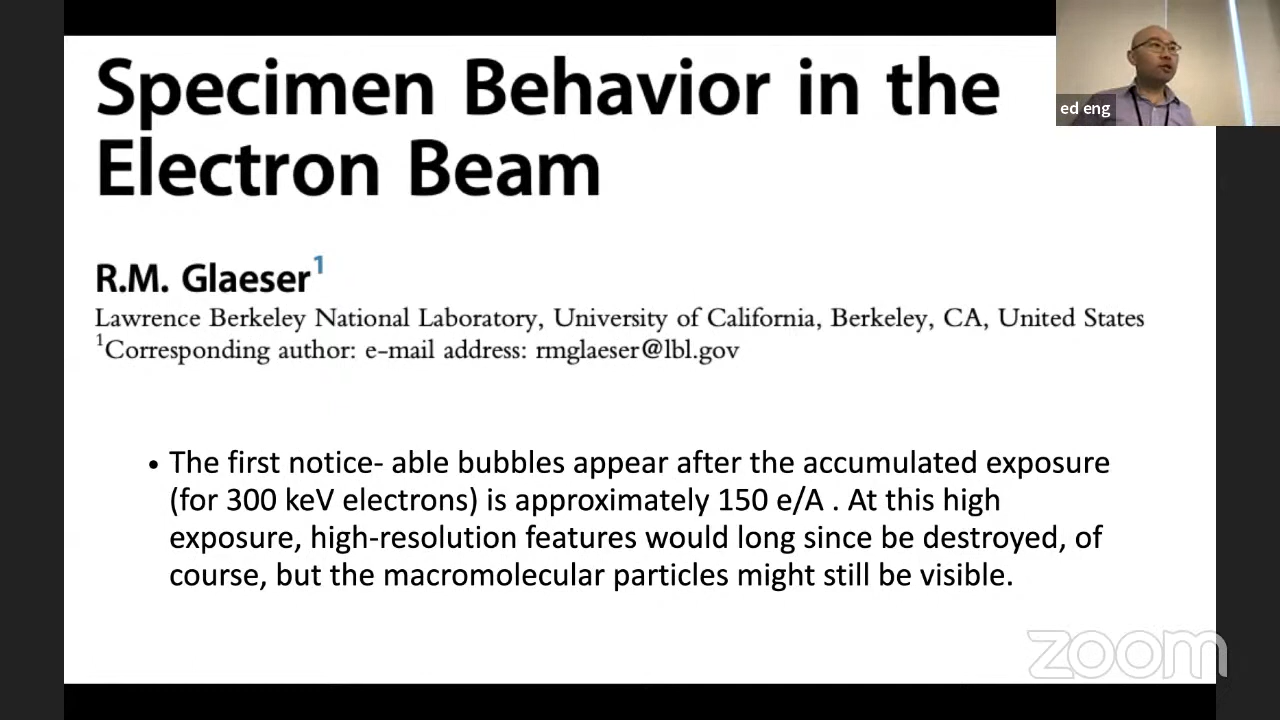 Specimen Behavior in the
Electron Beam
ed eng
R.M. Glaeser¹
Lawrence Berkeley National Laboratory, University of California, Berkeley, CA, United States
¹Corresponding author: e-mail address: rmglaeser@lbl.gov
• The first notice- able bubbles appear after the accumulated exposure
(for 300 keV electrons) is approximately 150 e/A . At this high
exposure, high-resolution features would long since be destroyed, of
course, but the macromolecular particles might still be visible.
zoom